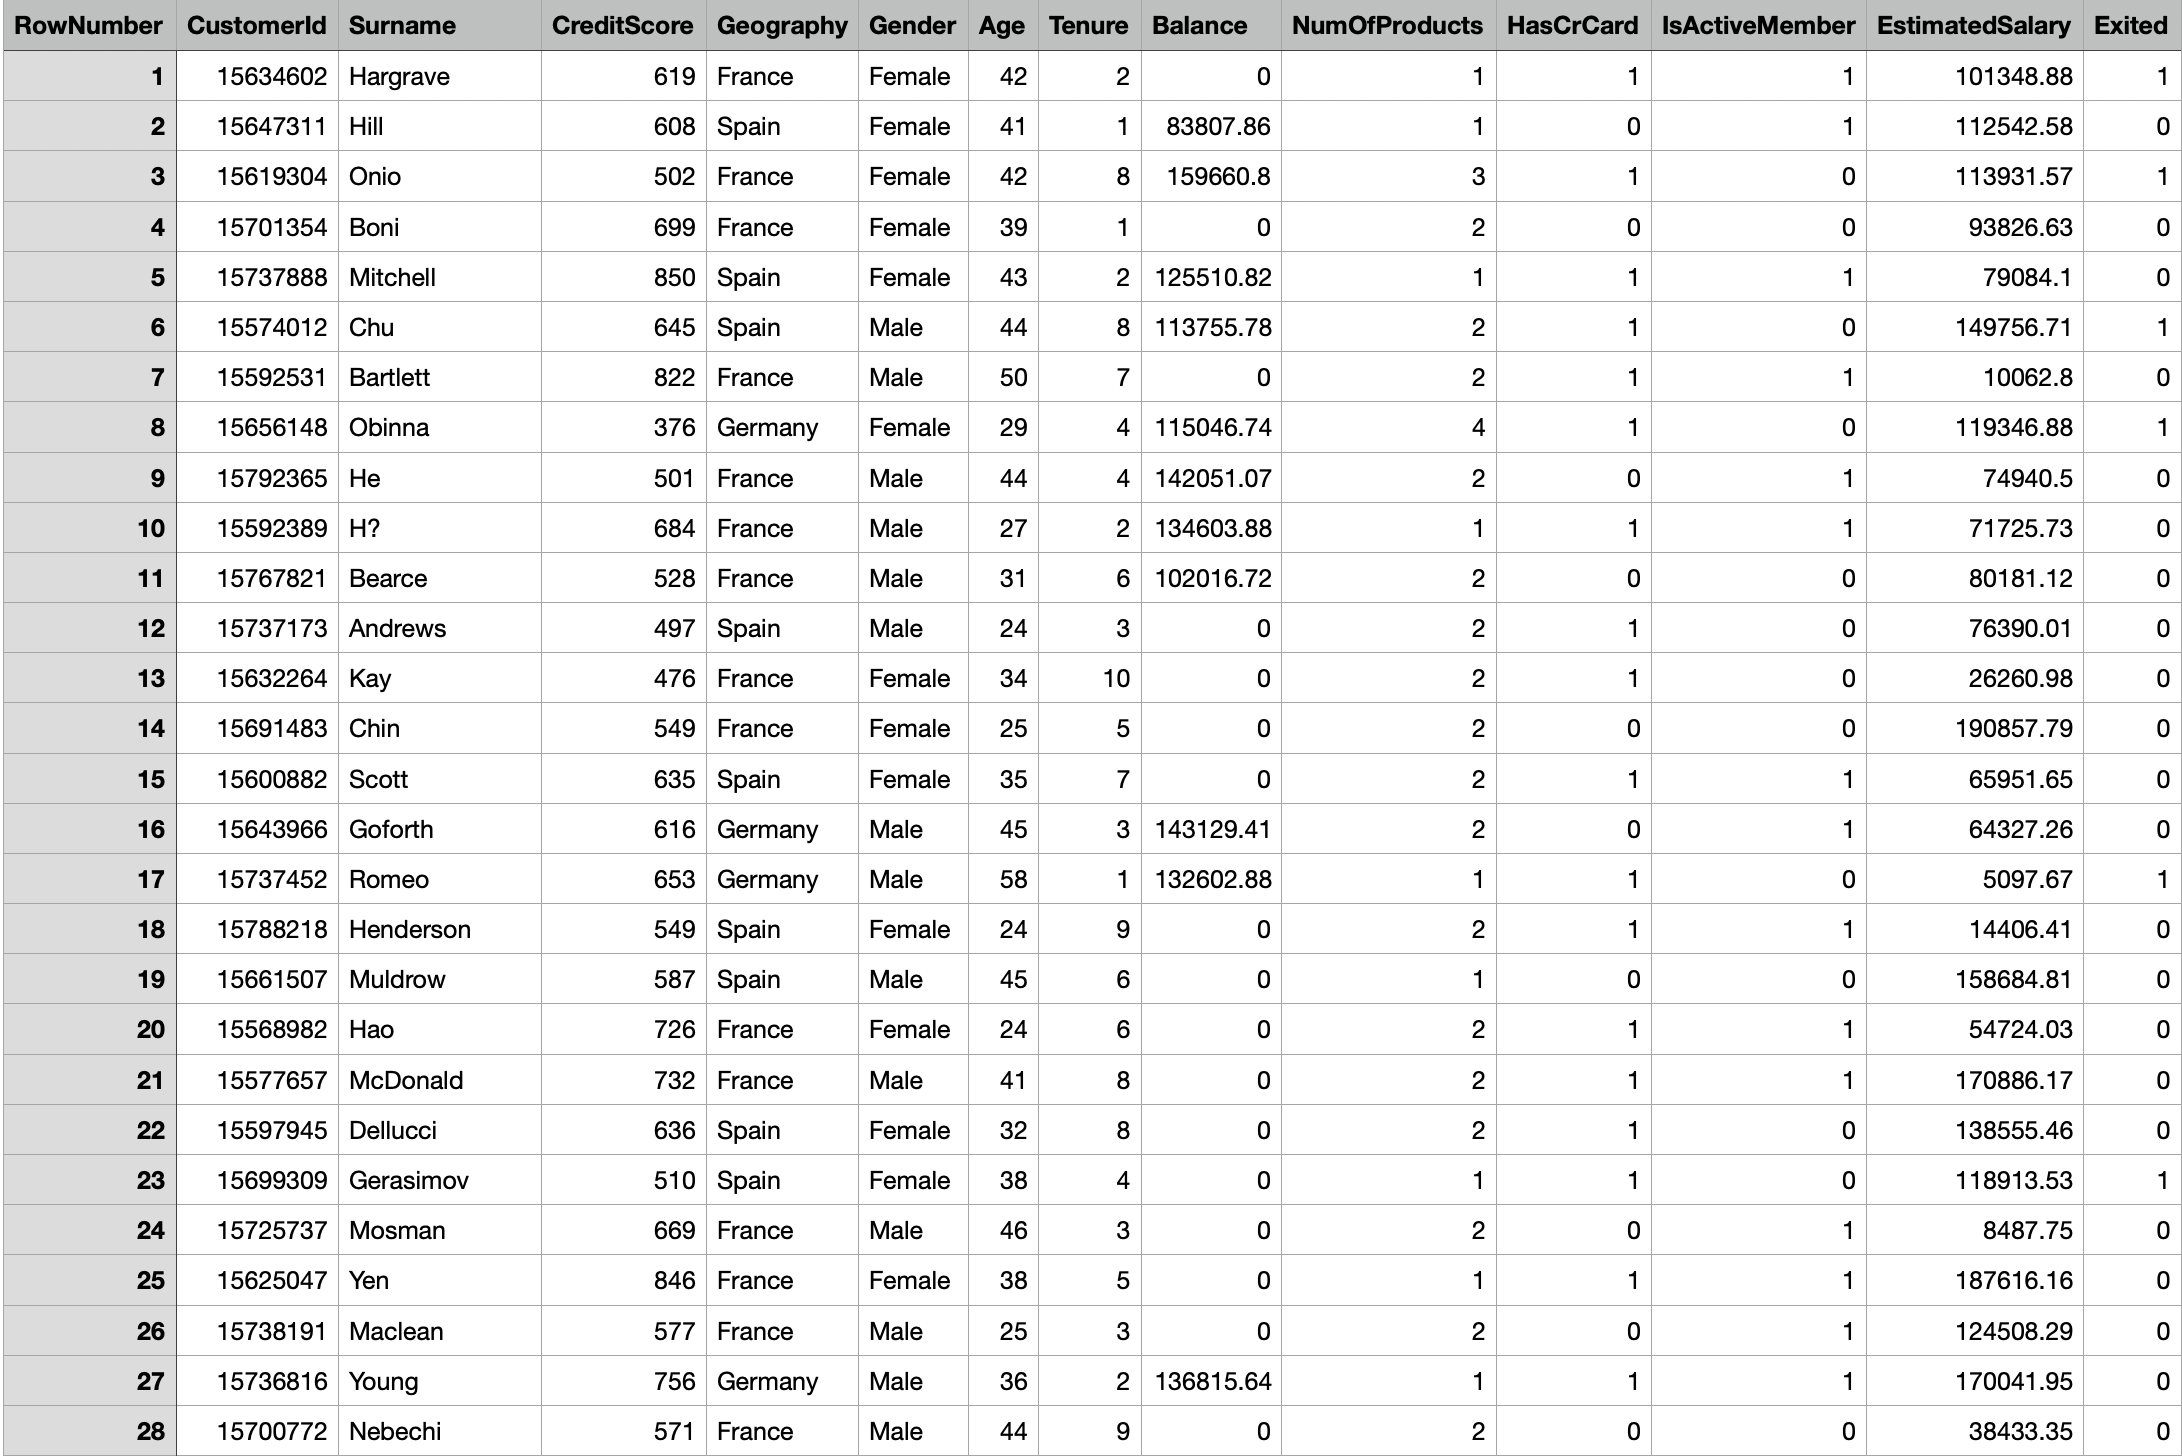 RowNumber CustomerId Surname CreditScore Geography Gender Age Tenure Balance NumOfProducts HasCrCard IsActiveMember EstimatedSalary Exited
1 15634602 Hargrave 619 France Female 42 2 0 1 1 1 101348.88 1
2 15647311 Hill 608 Spain Female 41 1 83807.86 1 0 1 112542.58 0
3 15619304 Onio 502 France Female 42 8 159660.8 3 1 0 113931.57 1
4 15701354 Boni 699 France Female 39 1 0 2 0 0 93826.63 0
5 15737888 Mitchell 850 Spain Female 43 2 125510.82 1 1 1 79084.1 0
6 15574012 Chu 645 Spain Male 44 8 113755.78 2 1 0 149756.71 1
7 15592531 Bartlett 822 France Male 50 7 0 2 1 1 10062.8 0
8 15656148 Obinna 376 Germany Female 29 4 115046.74 4 1 0 119346.88 1
9 15792365 He 501 France Male 44 4 142051.07 2 0 1 74940.5 0
10 15592389 H? 684 France Male 27 2 134603.88 1 1 1 71725.73 0
11 15767821 Bearce 528 France Male 31 6 102016.72 2 0 0 80181.12 0
12 15737173 Andrews 497 Spain Male 24 3 0 2 1 0 76390.01 0
13 15632264 Kay 476 France Female 34 10 0 2 1 0 26260.98 0
14 15691483 Chin 549 France Female 25 5 0 2 0 0 190857.79 0
15 15600882 Scott 635 Spain Female 35 7 0 2 1 1 65951.65 0
16 15643966 Goforth 616 Germany Male 45 3 143129.41 2 0 1 64327.26 0
17 15737452 Romeo 653 Germany Male 58 1 132602.88 1 1 0 5097.67 1
18 15788218 Henderson 549 Spain Female 24 9 0 2 1 1 14406.41 0
19 15661507 Muldrow 587 Spain Male 45 6 0 1 0 0 158684.81 0
20 15568982 Hao 726 France Female 24 6 0 2 1 1 54724.03 0
21 15577657 McDonald 732 France Male 41 8 0 2 1 1 170886.17 0
22 15597945 Dellucci 636 Spain Female 32 8 0 2 1 0 138555.46 0
23 15699309 Gerasimov 510 Spain Female 38 4 0 1 1 0 118913.53 1
24 15725737 Mosman 669 France Male 46 3 0 2 0 1 8487.75 0
25 15625047 Yen 846 France Female 38 5 0 1 1 1 187616.16 0
26 15738191 Maclean 577 France Male 25 3 0 2 0 1 124508.29 0
27 15736816 Young 756 Germany Male 36 2 136815.64 1 1 1 170041.95 0
28 15700772 Nebechi 571 France Male 44 9 0 2 0 0 38433.35 0